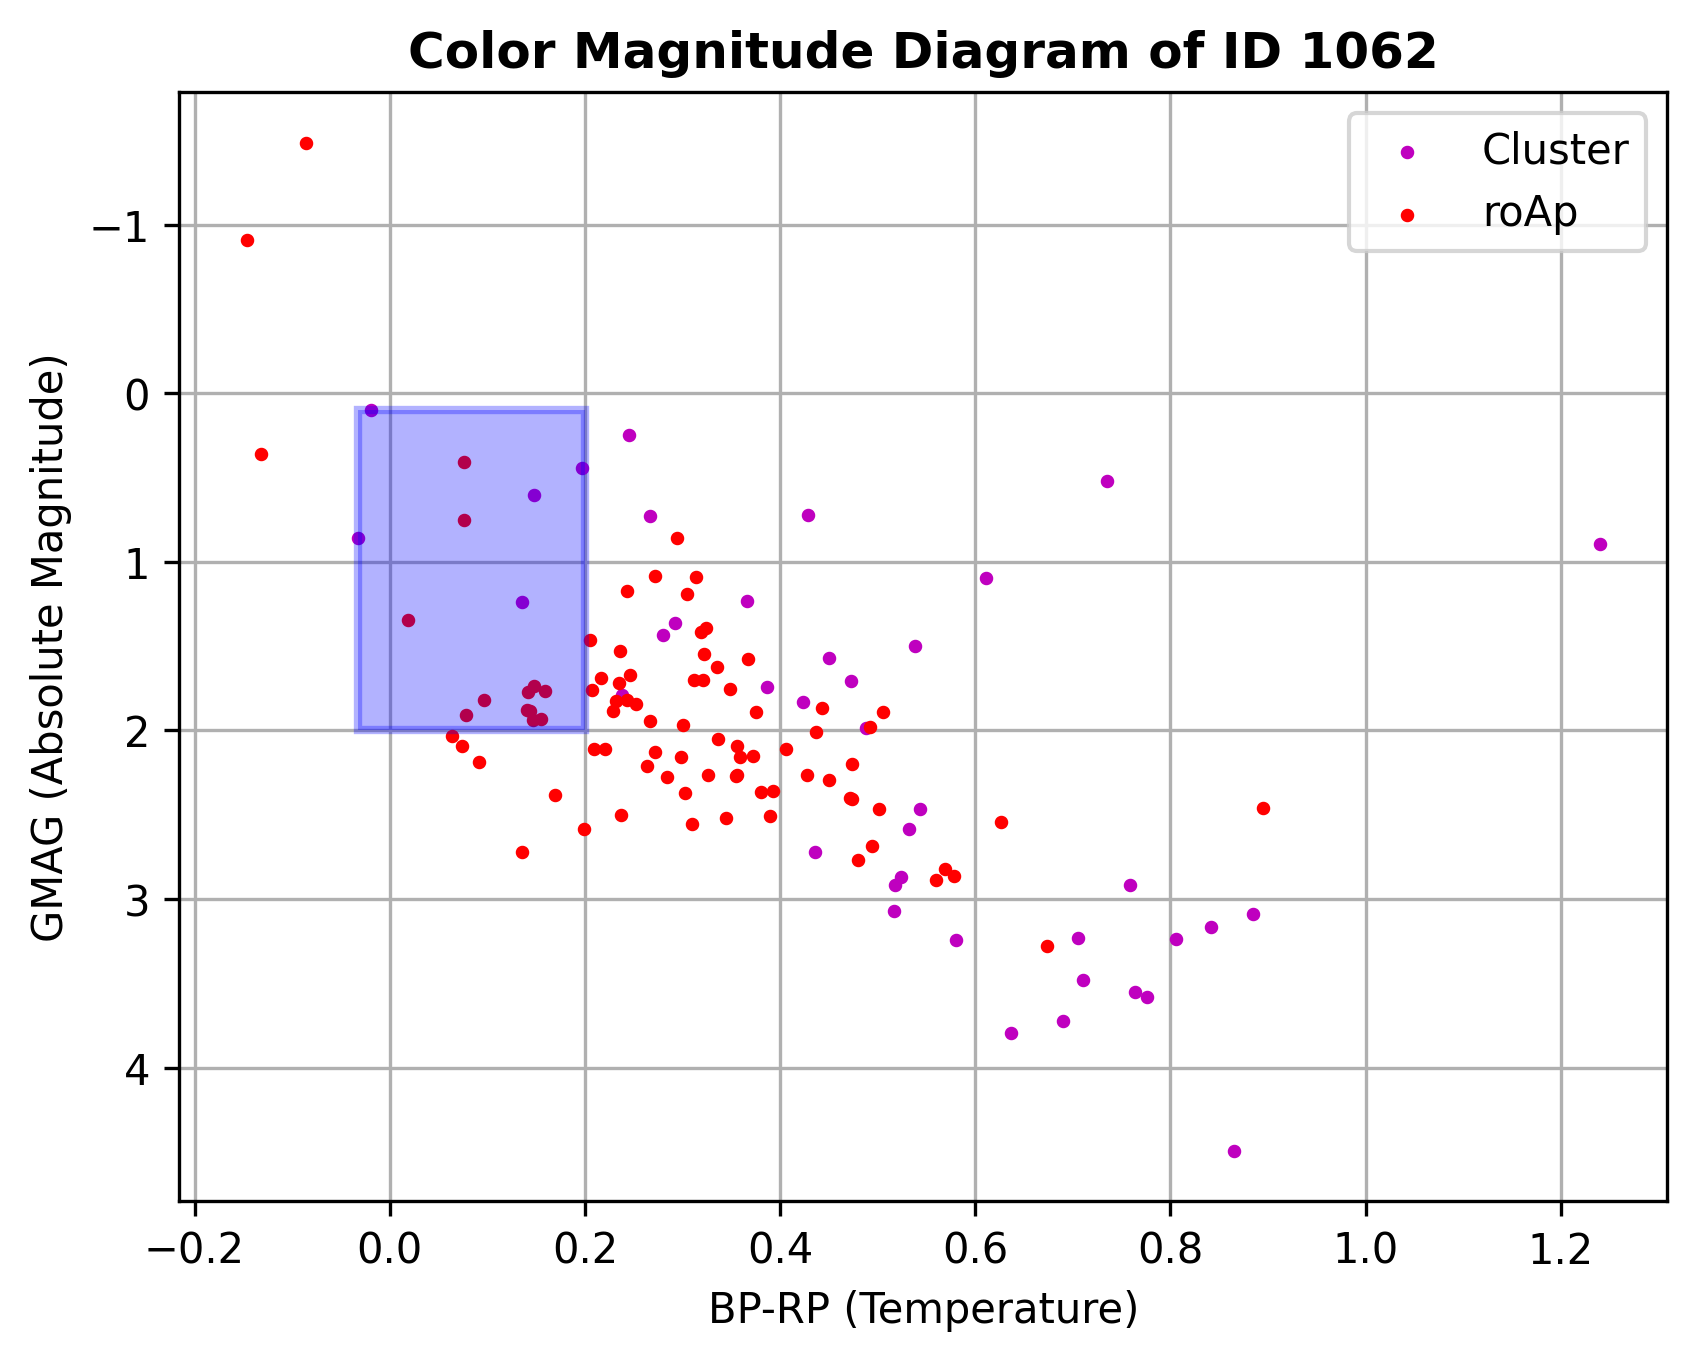 Color Magnitude Diagram of ID 1062
Cluster
roAp
GMAG (Absolute Magnitude)
−1
0
1
2
3
4
−0.2
0.0
0.2
0.4
0.6
0.8
1.0
1.2
BP-RP (Temperature)